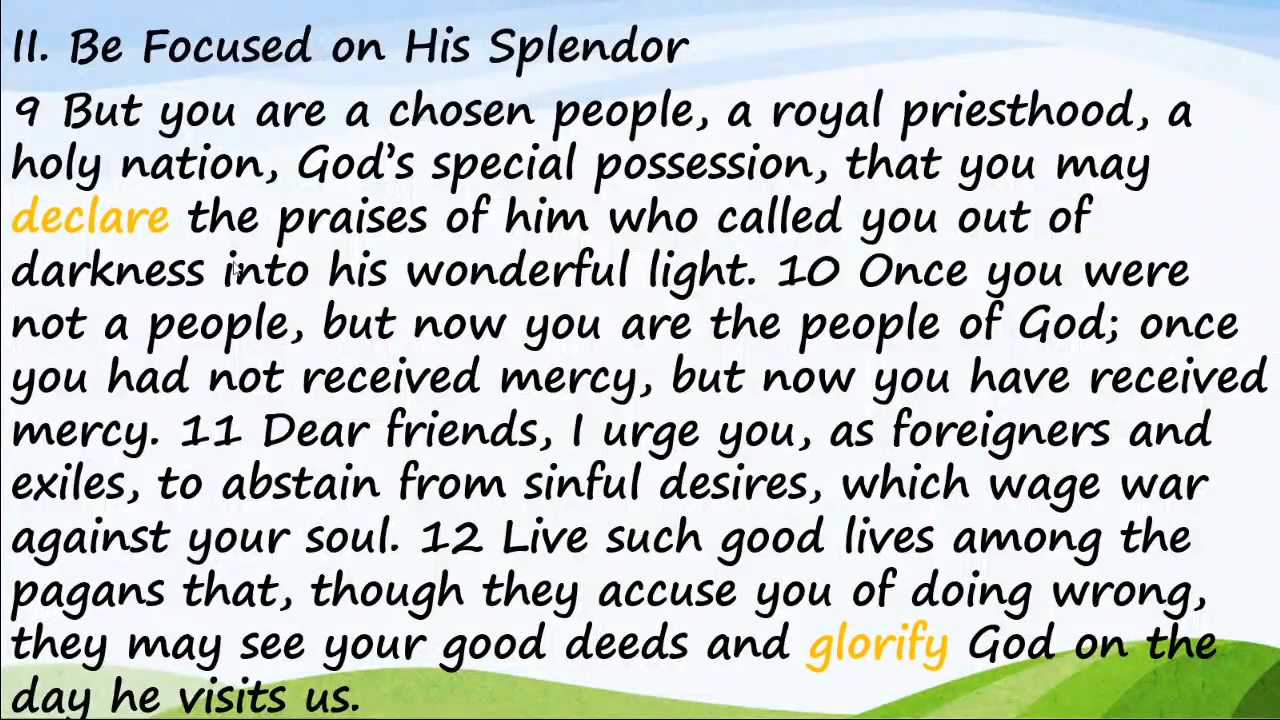 II. Be Focused on His Splendor
9 But you are a chosen people, a royal priesthood, a
holy nation, God’s special possession, that you may
declare the praises of him who called you out of
darkness into his wonderful light. 10 Once you were
not a people, but now you are the people of God; once
you had not received mercy, but now you have received
mercy. 11 Dear friends, I urge you, as foreigners and
exiles, to abstain from sinful desires, which wage war
against your soul. 12 Live such good lives among the
pagans that, though they accuse you of doing wrong,
they may see your good deeds and glorify God on the
day he visits us.